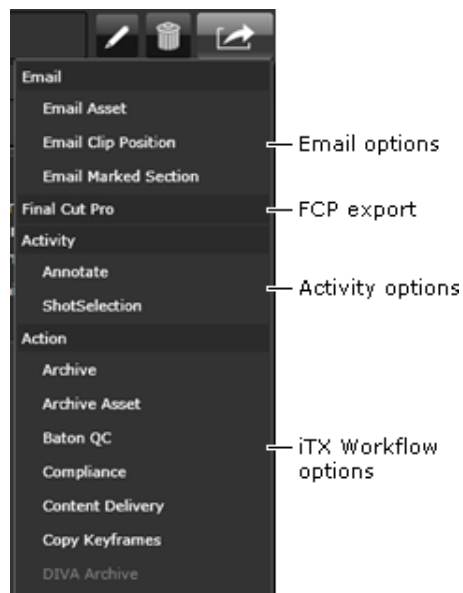 Email
Email Asset
Email Clip Position
Email Marked Section
Email options
Final Cut Pro
FCP export
Activity
Annotate
ShotSelection
Activity options
Action
Archive
Archive Asset
Baton QC
Compliance
Content Delivery
Copy Keyframes
DIVA Archive
iTX Workflow
options